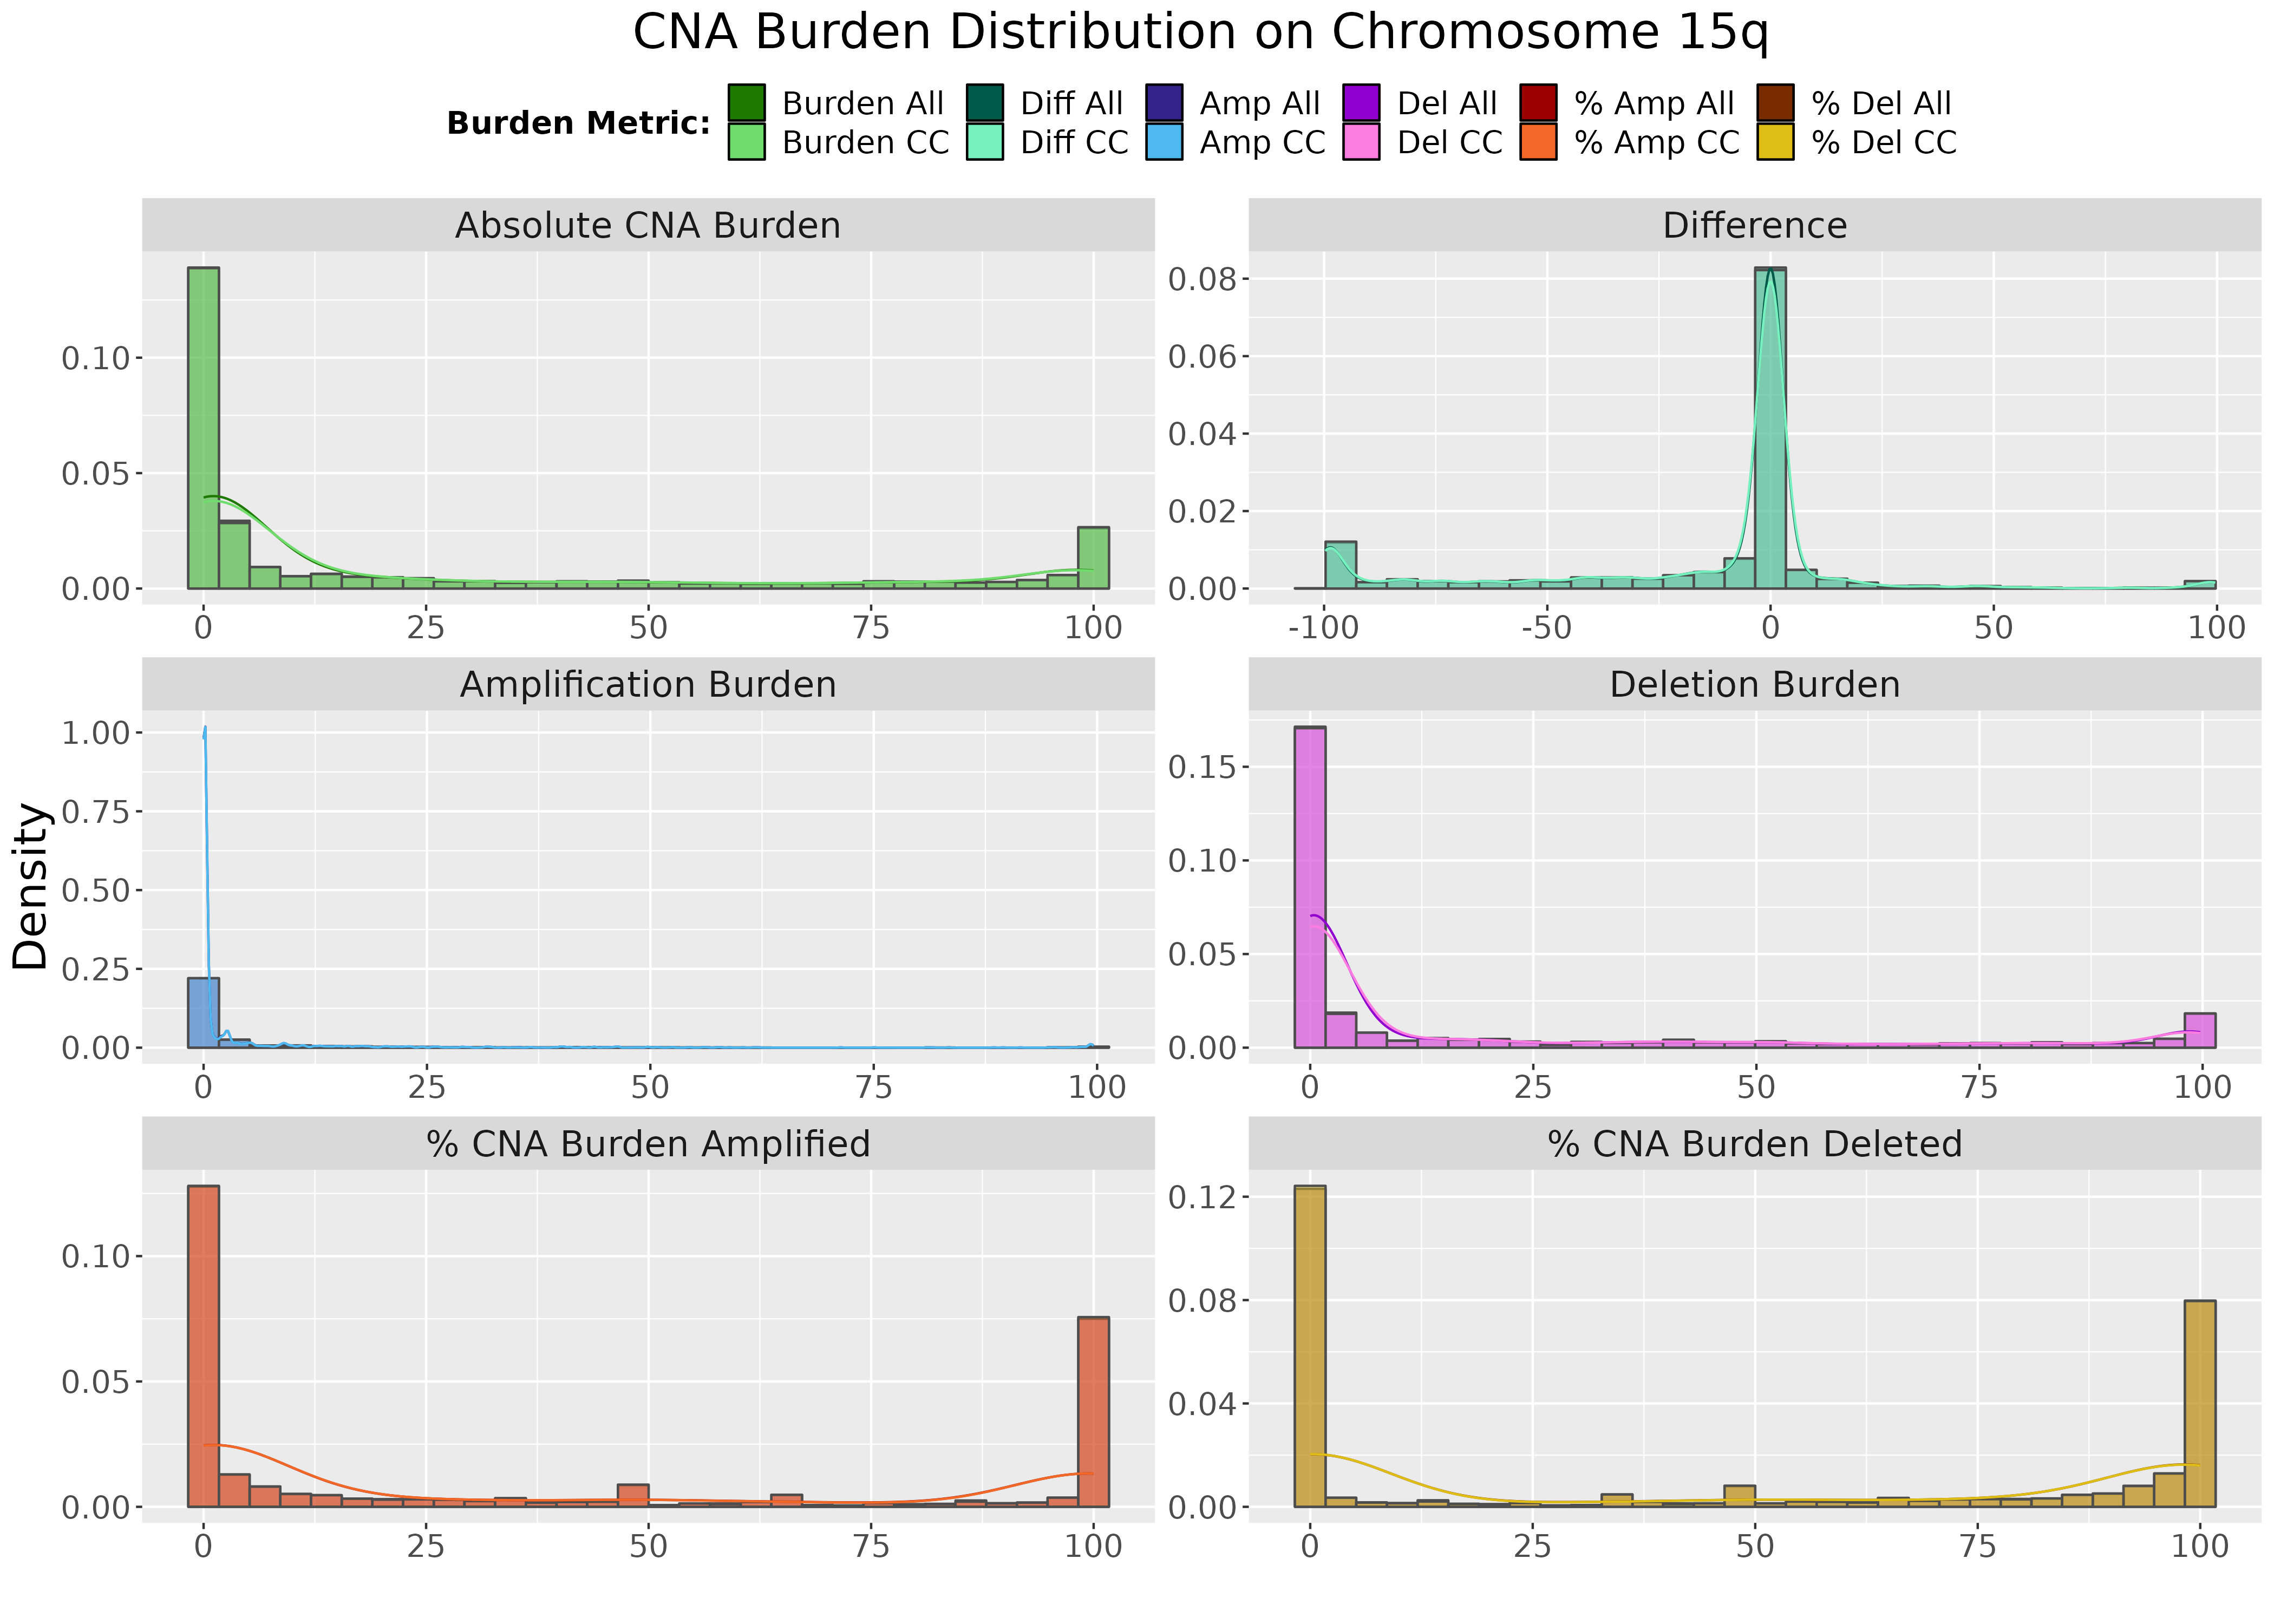 CNA Burden Distribution on Chromosome 15q
Burden Metric:
Burden All Diff All Amp All Del All % Amp All % Del All
Burden CC Diff CC Amp CC Del CC % Amp CC % Del CC
Absolute CNA Burden
0.10
0.05
0.00
0 25 50 75 100
Difference
0.08
0.06
0.04
0.02
0.00
-100 -50 0 50 100
Density
Amplification Burden
1.00
0.75
0.50
0.25
0.00
0 25 50 75 100
Deletion Burden
0.15
0.10
0.05
0.00
0 25 50 75 100
% CNA Burden Amplified
0.10
0.05
0.00
0 25 50 75 100
% CNA Burden Deleted
0.12
0.08
0.04
0.00
0 25 50 75 100